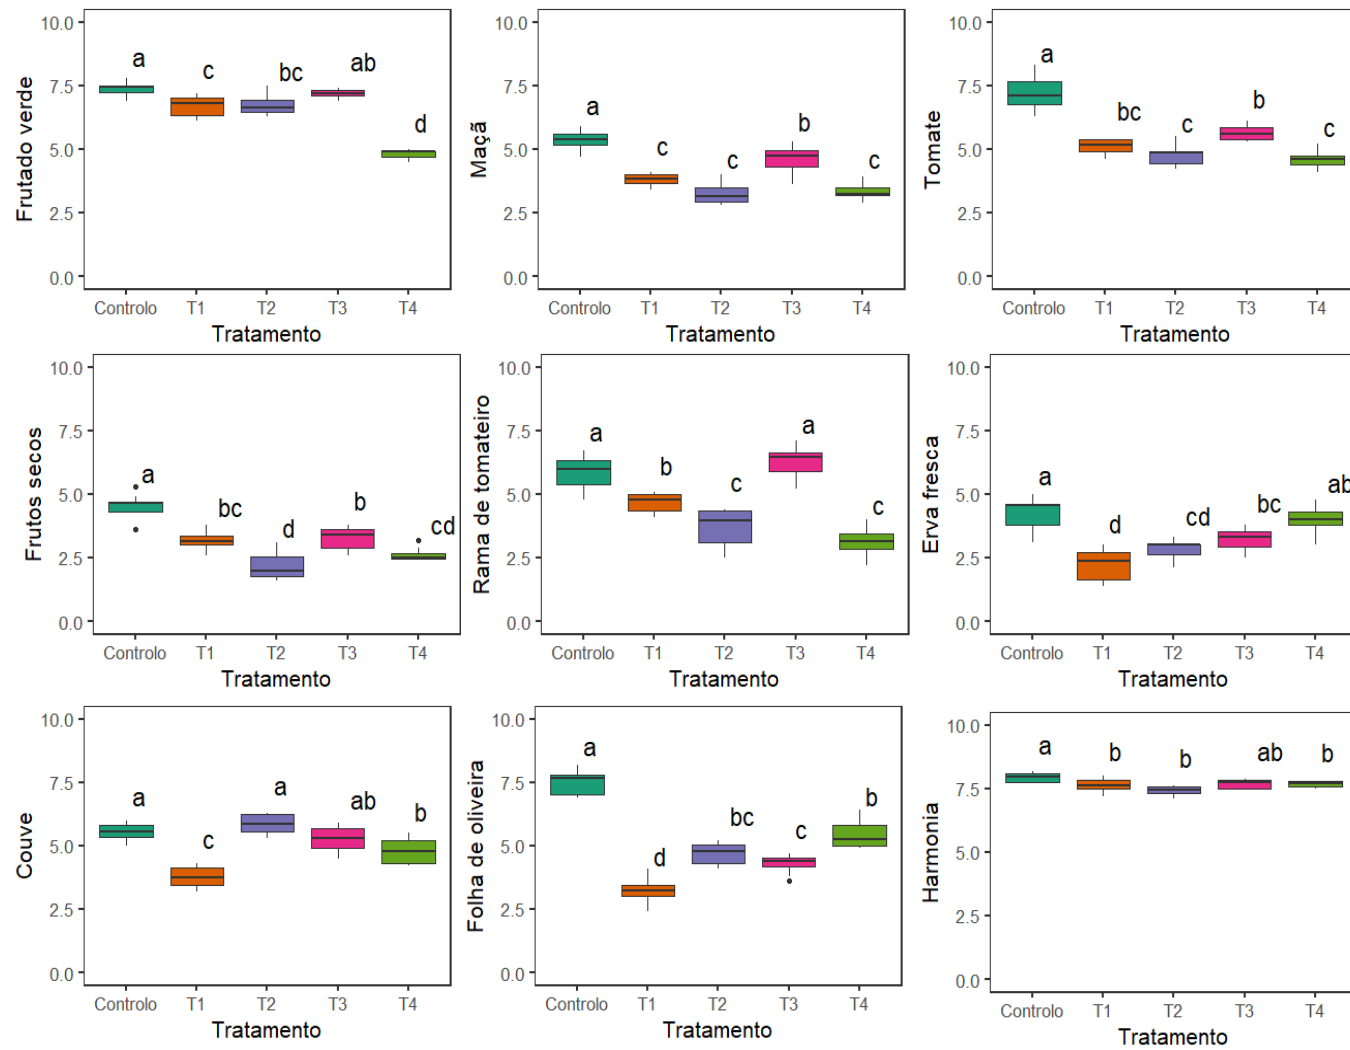 Frutado verde
10.0
7.5
5.0
2.5
0.0
a
c
bc
ab
d
Controlo T1 T2 T3 T4
Tratamento
Maçã
10.0
7.5
5.0
2.5
0.0
a
c
c
b
c
Controlo T1 T2 T3 T4
Tratamento
Tomate
10.0
7.5
5.0
2.5
0.0
a
bc
c
b
c
Controlo T1 T2 T3 T4
Tratamento
Frutos secos
10.0
7.5
5.0
2.5
0.0
a
bc
d
b
cd
Controlo T1 T2 T3 T4
Tratamento
Rama de tomateiro
10.0
7.5
5.0
2.5
0.0
a
b
c
a
c
Controlo T1 T2 T3 T4
Tratamento
Erva fresca
10.0
7.5
5.0
2.5
0.0
a
d
cd
bc
ab
Controlo T1 T2 T3 T4
Tratamento
Couve
10.0
7.5
5.0
2.5
0.0
a
c
a
ab
b
Controlo T1 T2 T3 T4
Tratamento
Folha de oliveira
10.0
7.5
5.0
2.5
0.0
a
d
bc
c
b
Controlo T1 T2 T3 T4
Tratamento
Harmonia
10.0
7.5
5.0
2.5
0.0
a
b
b
ab
b
Controlo T1 T2 T3 T4
Tratamento